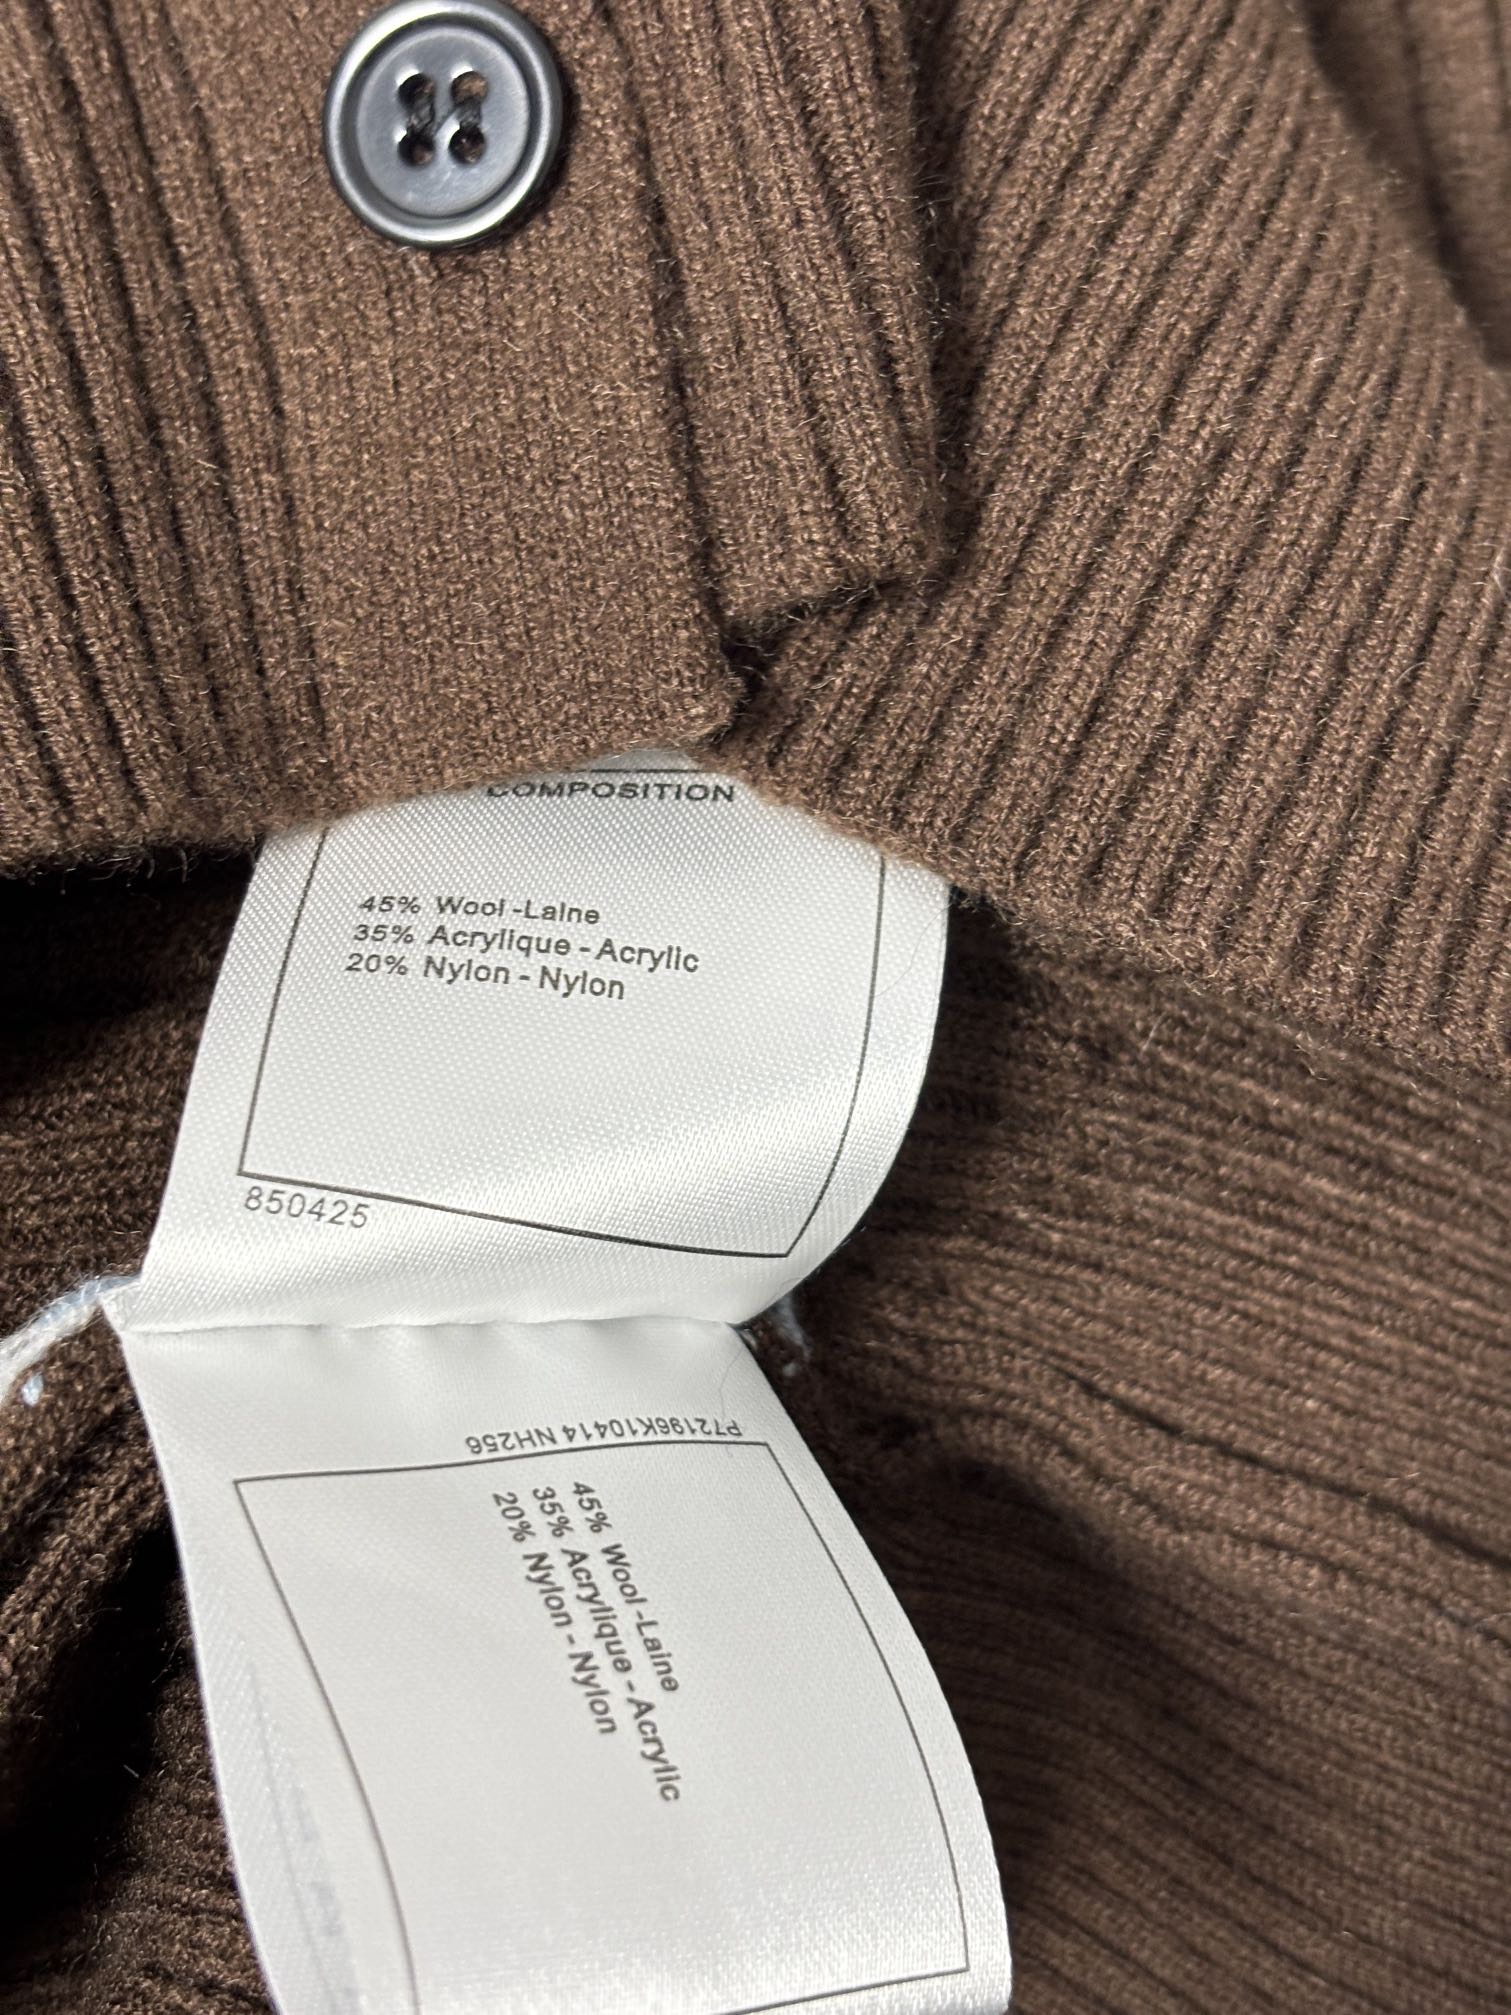 COMPOSITION
45% Wool -Laine
35% Acrylique - Acrylic
20% Nylon - Nylon
850425
P72196K10414 NH256
45% Wool -Laine
35% Acrylique - Acrylic
20% Nylon - Nylon